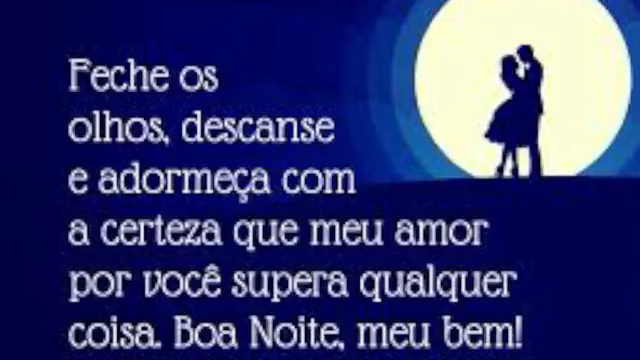 Feche os
olhos, descanse
e adormeça com
a certeza que meu amor
por você supera qualquer
coisa. Boa Noite, meu bem!